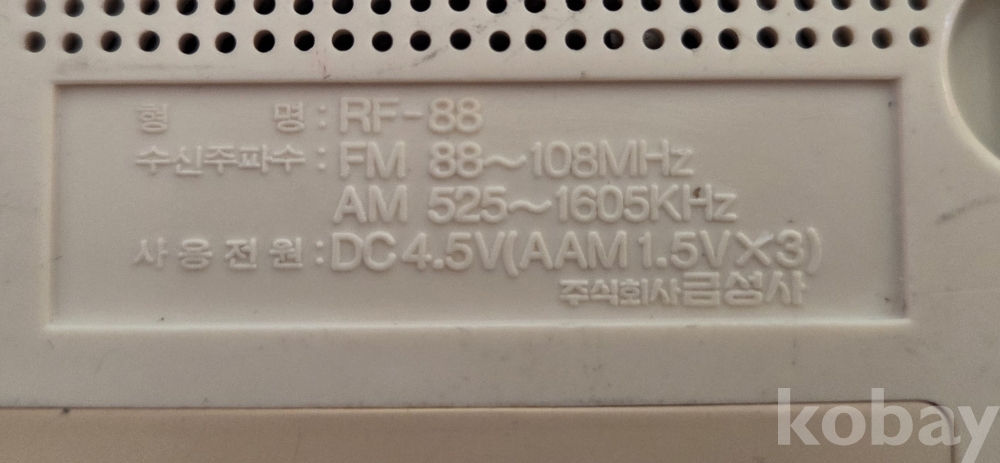 형 명 : RF-88
수신주파수 : FM 88~108MHz
AM 525~1605KHz
사용전원 : DC4.5V(AAM1.5V×3)
주식회사금성사
kobay